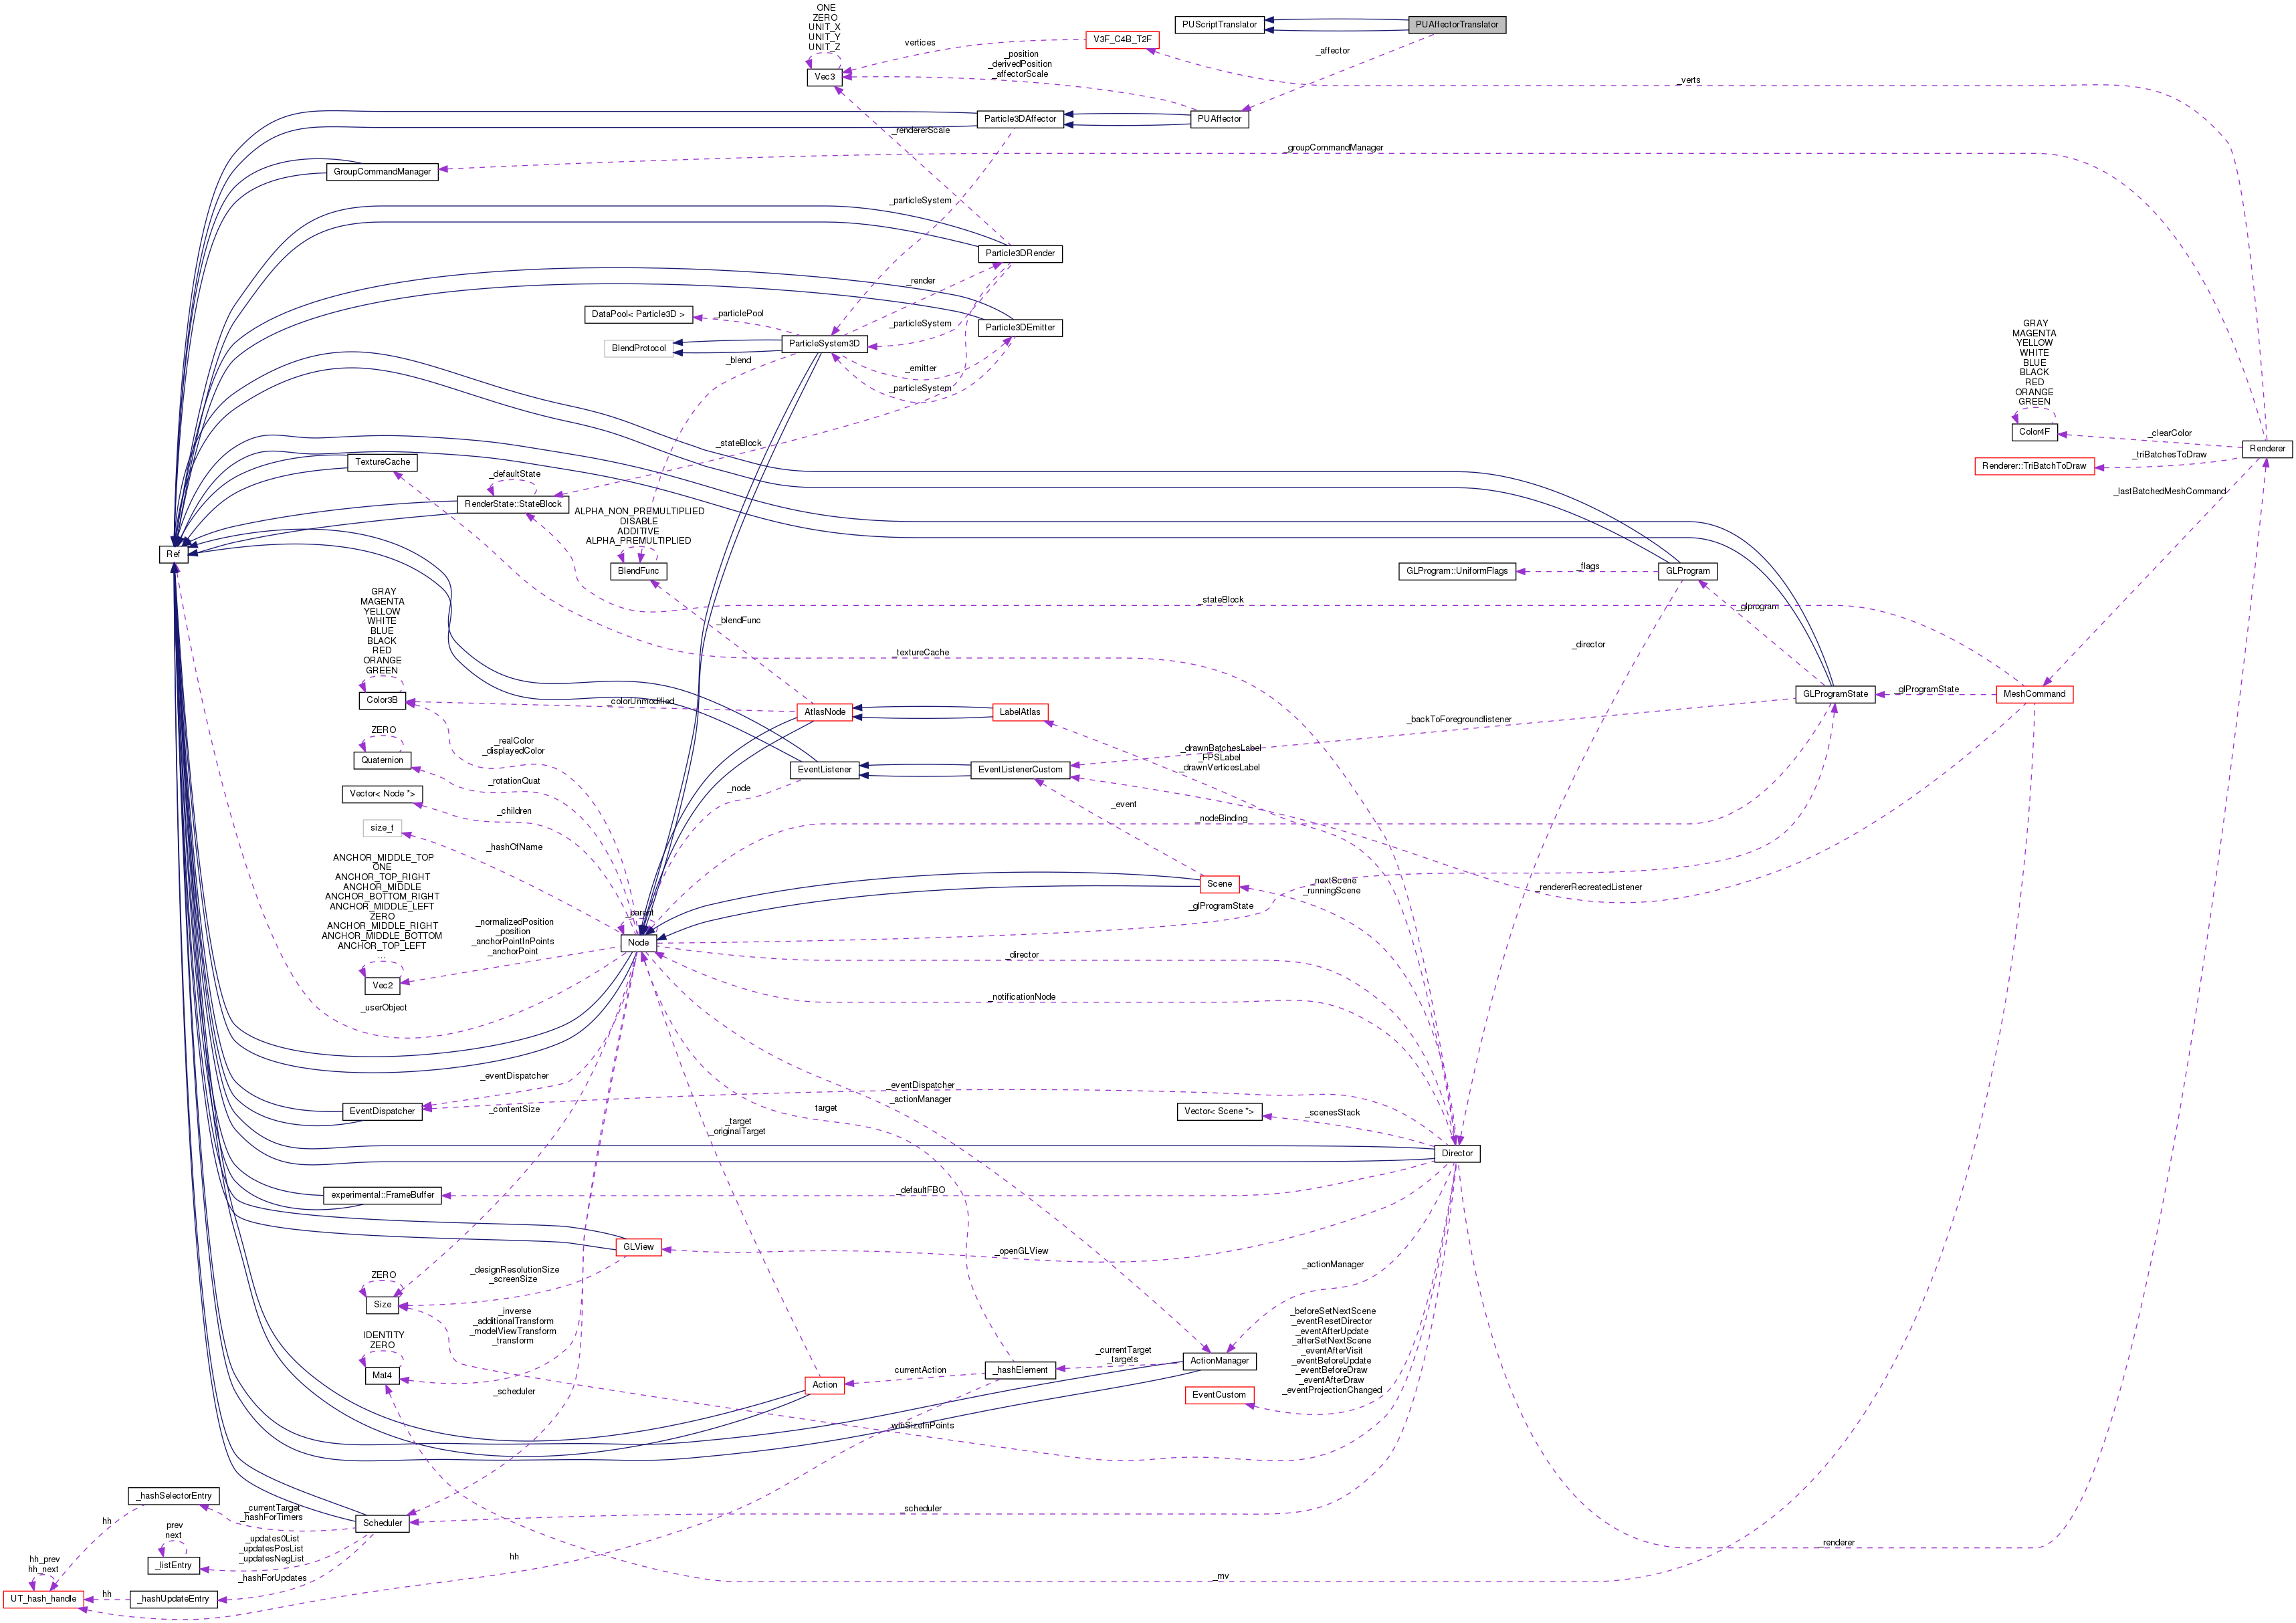 ONE
ZERO
UNIT_X
UNIT_Y
UNIT_Z
Vec3
PUScriptTranslator
PUAffectorTranslator
V3F_C4B_T2F
vertices
_affector
_position
_derivedPosition
_affectorScale
_verts
Particle3DAffector
PUAffector
_rendererScale
_groupCommandManager
GroupCommandManager
_particleSystem
Particle3DRender
_render
DataPool< Particle3D >
_particlePool
_particleSystem
Particle3DEmitter
BlendProtocol
ParticleSystem3D
_blend
_emitter
_particleSystem
GRAY
MAGENTA
YELLOW
WHITE
BLUE
BLACK
RED
ORANGE
GREEN
Color4F
_clearColor
Renderer
_triBatchesToDraw
Renderer::TriBatchToDraw
_lastBatchedMeshCommand
_stateBlock
TextureCache
_defaultState
RenderState::StateBlock
ALPHA_NON_PREMULTIPLIED
DISABLE
ADDITIVE
ALPHA_PREMULTIPLIED
BlendFunc
Ref
GLProgram::UniformFlags
_flags
GLProgram
_stateBlock
_glprogram
_blendFunc
_director
_textureCache
GRAY
MAGENTA
YELLOW
WHITE
BLUE
BLACK
RED
ORANGE
GREEN
Color3B
_colorUnmodified
AtlasNode
LabelAtlas
GLProgramState
_glProgramState
MeshCommand
_backToForegroundlistener
_realColor
_displayedColor
ZERO
Quaternion
_rotationQuat
_drawnBatchesLabel
_FPSLabel
_drawnVerticesLabel
EventListener
EventListenerCustom
Vector< Node *>
_children
_node
_event
_nodeBinding
size_t
_hashOfName
ANCHOR_MIDDLE_TOP
ONE
ANCHOR_TOP_RIGHT
ANCHOR_MIDDLE
ANCHOR_BOTTOM_RIGHT
ANCHOR_MIDDLE_LEFT
ZERO
ANCHOR_MIDDLE_RIGHT
ANCHOR_MIDDLE_BOTTOM
ANCHOR_TOP_LEFT
...
Vec2
_normalizedPosition
_position
_anchorPointInPoints
_anchorPoint
_parent
Node
Scene
_nextScene
_runningScene
_rendererRecreatedListener
_glProgramState
_director
_notificationNode
_userObject
_eventDispatcher
_contentSize
EventDispatcher
_eventDispatcher
_actionManager
target
_target
_originalTarget
Vector< Scene *>
_scenesStack
Director
experimental::FrameBuffer
_defaultFBO
GLView
_openGLView
_designResolutionSize
_screenSize
ZERO
Size
_actionManager
_inverse
_additionalTransform
_modelViewTransform
_transform
IDENTITY
ZERO
Mat4
_beforeSetNextScene
_eventResetDirector
_eventAfterUpdate
_afterSetNextScene
_eventAfterVisit
_eventBeforeUpdate
_eventBeforeDraw
_eventAfterDraw
_eventProjectionChanged
_currentTarget
_targets
ActionManager
_hashElement
currentAction
Action
EventCustom
_scheduler
_winSizeInPoints
_hashSelectorEntry
_currentTarget
_hashForTimers
Scheduler
_scheduler
hh
prev
next
_listEntry
_updates0List
_updatesPosList
_updatesNegList
_renderer
hh_prev
hh_next
UT_hash_handle
hh
_hashUpdateEntry
_hashForUpdates
hh
_mv